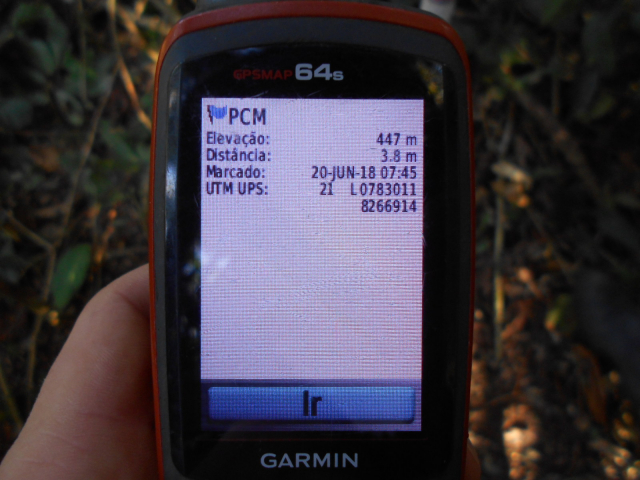 GPSMAP 64s
PCM
Elevação: 447 m
Distância: 3.8 m
Marcado: 20-JUN-18 07:45
UTM UPS: 21 L 0783011
8266914
Ir
GARMIN